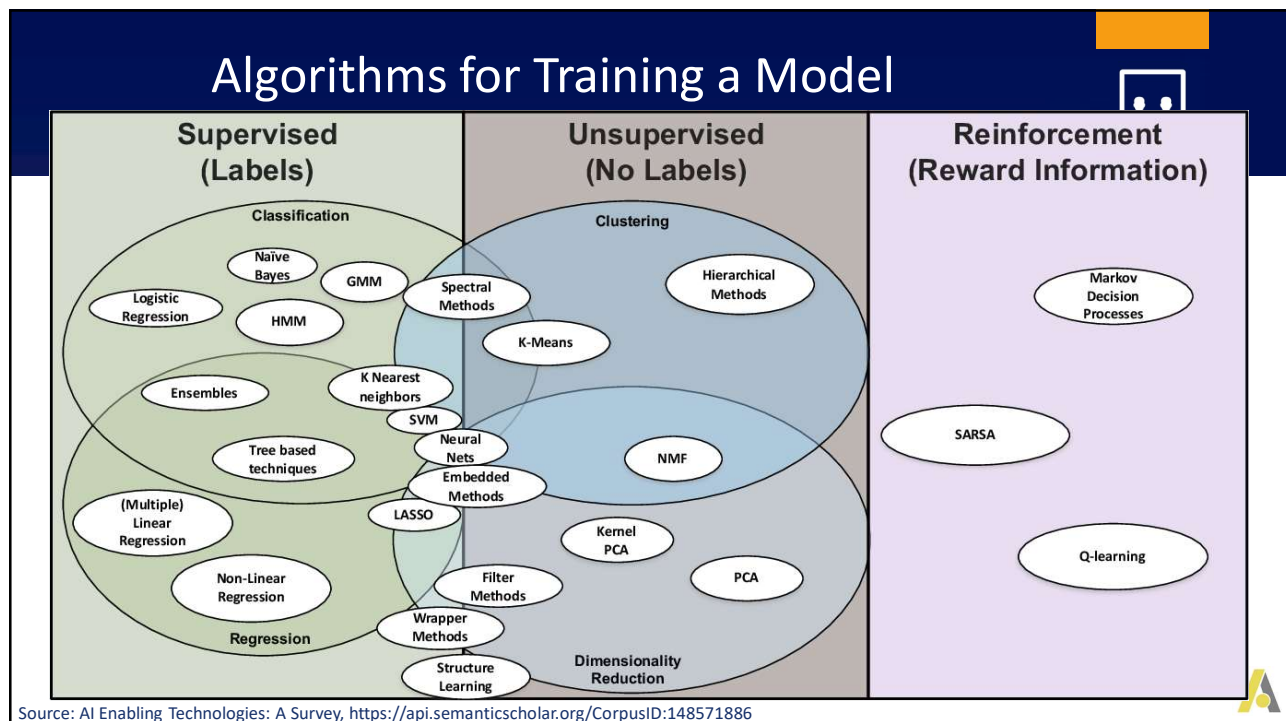 Algorithms for Training a Model
Supervised
(Labels)
Unsupervised
(No Labels)
Reinforcement
(Reward Information)
Classification
Naïve
Bayes
GMM
Logistic
Regression
HMM
Spectral
Methods
K-Means
Clustering
Hierarchical
Methods
Markov
Decision
Processes
Ensembles
K Nearest
neighbors
SVM
Neural
Nets
Tree based
techniques
Embedded
Methods
NMF
SARSA
(Multiple)
Linear
Regression
LASSO
Kernel
PCA
PCA
Q-learning
Non-Linear
Regression
Filter
Methods
Regression
Wrapper
Methods
Structure
Learning
Dimensionality
Reduction
Source: AI Enabling Technologies: A Survey, https://api.semanticscholar.org/CorpusID:148571886